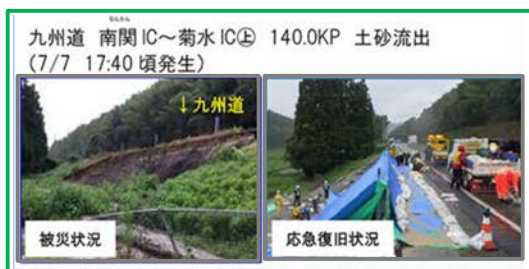 なんかん
九州道 南関IC～菊水IC㊤ 140.0KP 土砂流出
(7/7 17:40 頃発生)
↓九州道
被災状況
応急復旧状況